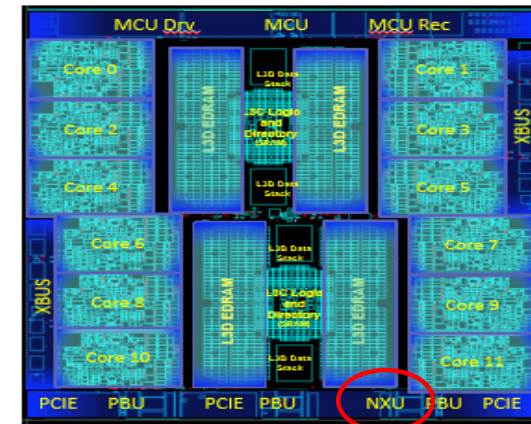 MCU Drv MCU MCU Rec
Core 0
Core 2
Core 4
L3D EDRAM
L3D Data
Stack
L3C Logic
and
Directory
(SRAM)
L3D Data
Stack
L3D EDRAM
Core 1
Core 3
Core 5
XBUS
XBUS
Core 6
Core 8
Core 10
L3D EDRAM
L3D Data
Stack
L3C Logic
and
Directory
(SRAM)
L3D Data
Stack
L3D EDRAM
Core 7
Core 9
Core 11
PCIE PBU PCIE PBU NXU PBU PCIE